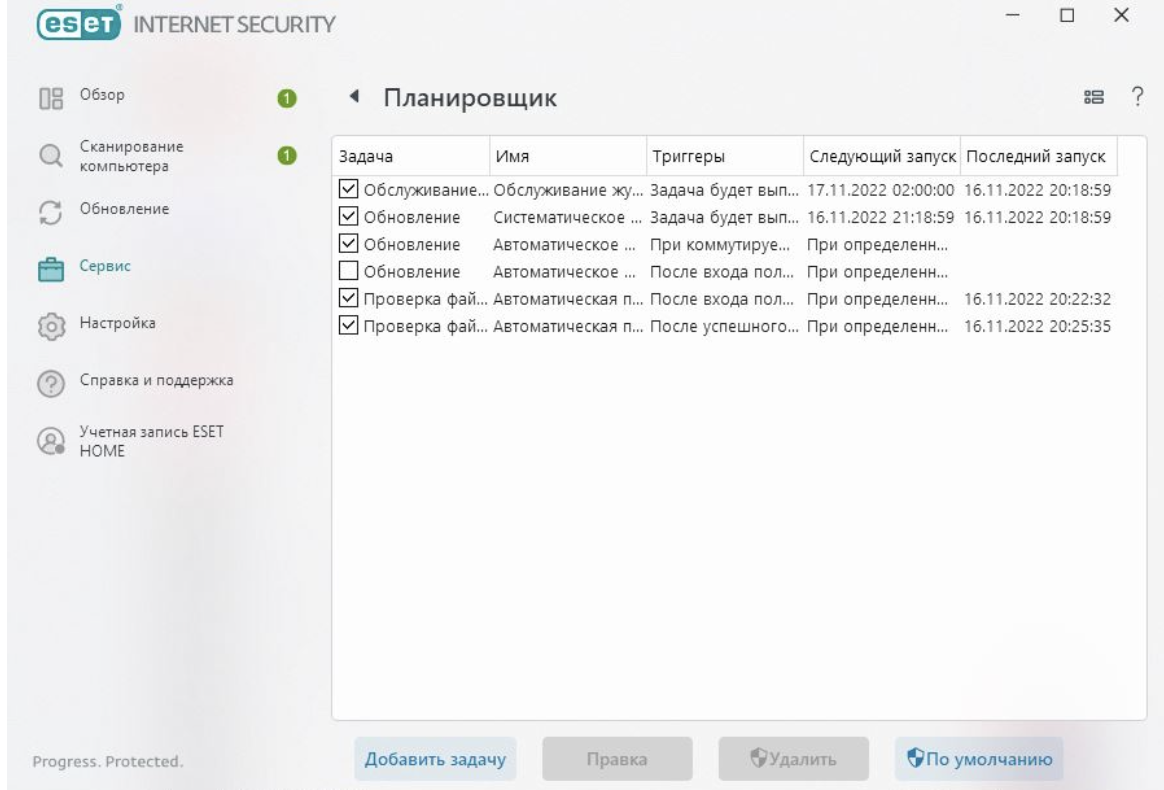 eset INTERNET SECURITY
Обзор 1
Сканирование компьютера 1
Обновление
Сервис
Настройка
Справка и поддержка
Учетная запись ESET HOME
Progress. Protected.
Планировщик ?
Задача Имя Триггеры Следующий запуск Последний запуск
Обслуживание... Обслуживание жу... Задача будет вып... 17.11.2022 02:00:00 16.11.2022 20:18:59
Обновление Систематическое ... Задача будет вып... 16.11.2022 21:18:59 16.11.2022 20:18:59
Обновление Автоматическое ... При коммутируе... При определенн...
Обновление Автоматическое ... После входа пол... При определенн...
Проверка фай... Автоматическая п... После входа пол... При определенн... 16.11.2022 20:22:32
Проверка фай... Автоматическая п... После успешного... При определенн... 16.11.2022 20:25:35
Добавить задачу Правка Удалить По умолчанию